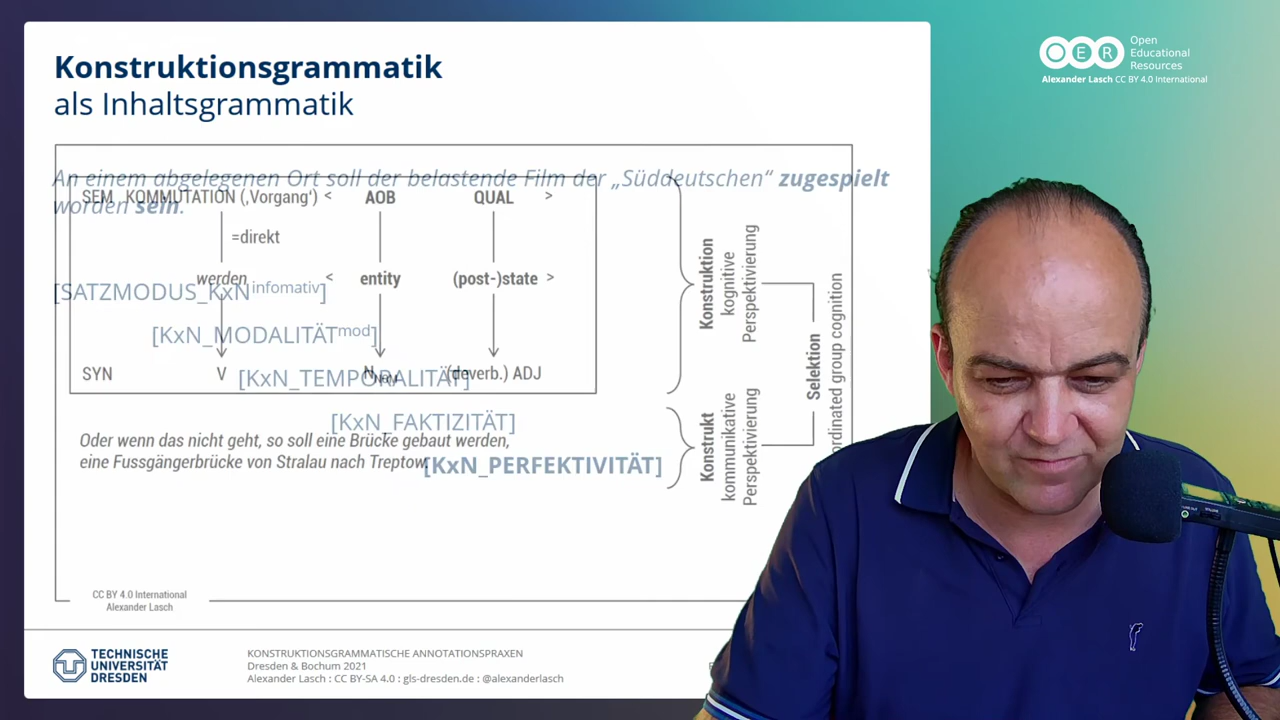 Konstruktionsgrammatik
als Inhaltsgrammatik
OER Open
Educational
Resources
Alexander Lasch CC BY 4.0 International
An einem abgelegenen Ort soll der belastende Film der „Süddeutschen“ zugespielt
worden sein.
SEM KOMMUTATION (‚Vorgang‘) < AOB QUAL >
=direkt
werden < entity (post-)state >
[SATZMODUS_KxN infomativ]
[KxN_MODALITÄT mod]
SYN V (deverb.) ADJ
[KxN_TEMPORALITÄT]
[KxN_FAKTIZITÄT]
Oder wenn das nicht geht, so soll eine Brücke gebaut werden,
eine Fussgängerbrücke von Stralau nach Treptow.
[KxN_PERFEKTIVITÄT]
Konstruktion
kognitive
Perspektivierung
Konstrukt
kommunikative
Perspektivierung
Selektion
group cognition
CC BY 4.0 International
Alexander Lasch
TECHNISCHE
UNIVERSITÄT
DRESDEN
KONSTRUKTIONSGRAMMATISCHE ANNOTATIONSPRAXEN
Dresden & Bochum 2021
Alexander Lasch : CC BY-SA 4.0 : gls-dresden.de : @alexanderlasch